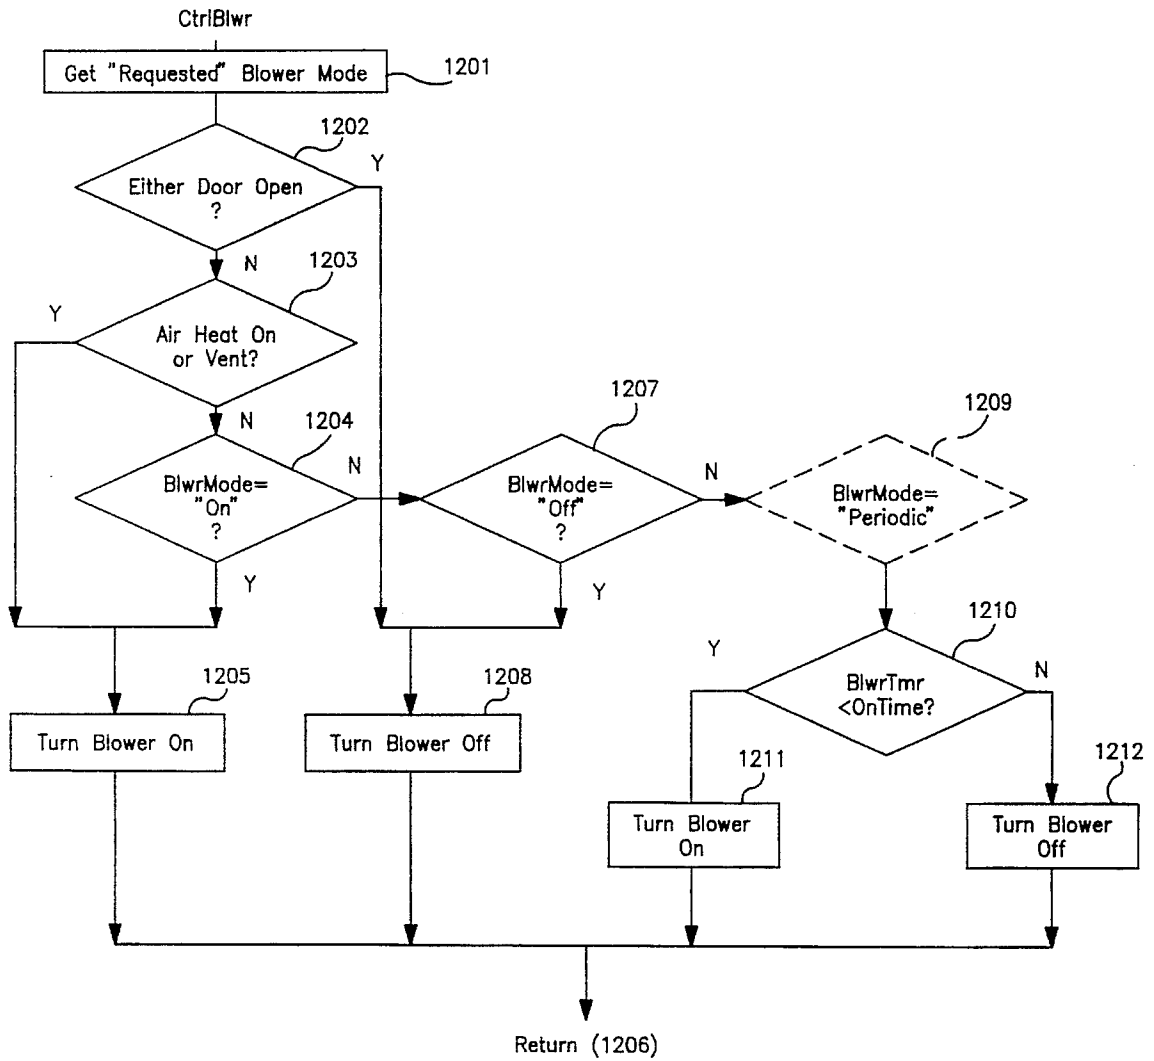 CtrlBlwr
Get "Requested" Blower Mode
1201
1202
Either Door Open
?
Y
N
1203
Y
Air Heat On
or Vent?
N
1204
BlwrMode=
"On"
?
N
Y
1207
BlwrMode=
"Off"
?
N
Y
1209
BlwrMode=
"Periodic"
1210
BlwrTmr
<OnTime?
Y
N
1205
Turn Blower On
1208
Turn Blower Off
1211
Turn Blower
On
1212
Turn Blower
Off
Return (1206)